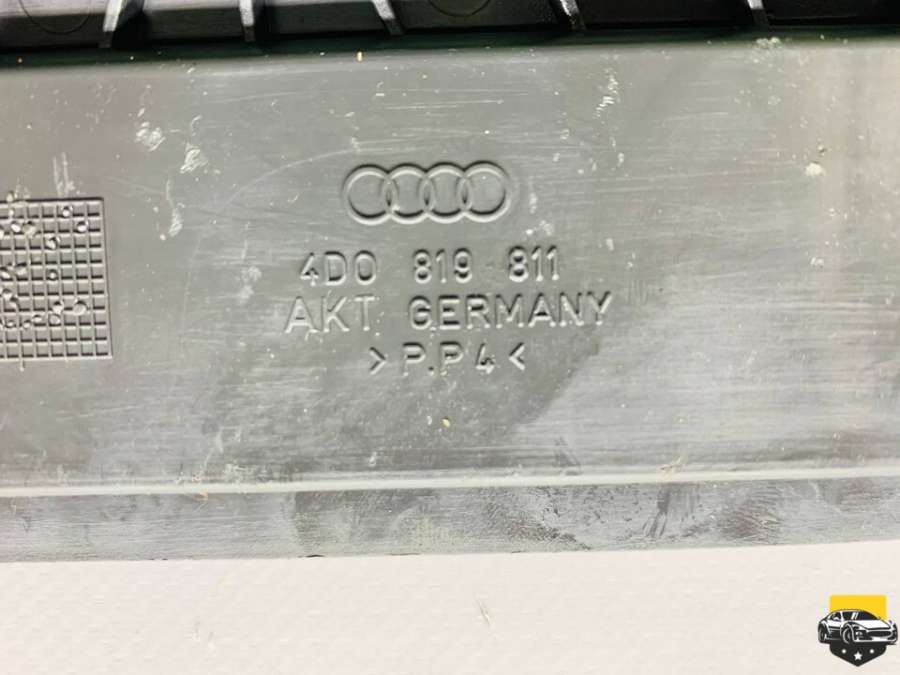 4D0 819 811
AKT GERMANY
>P.P4<